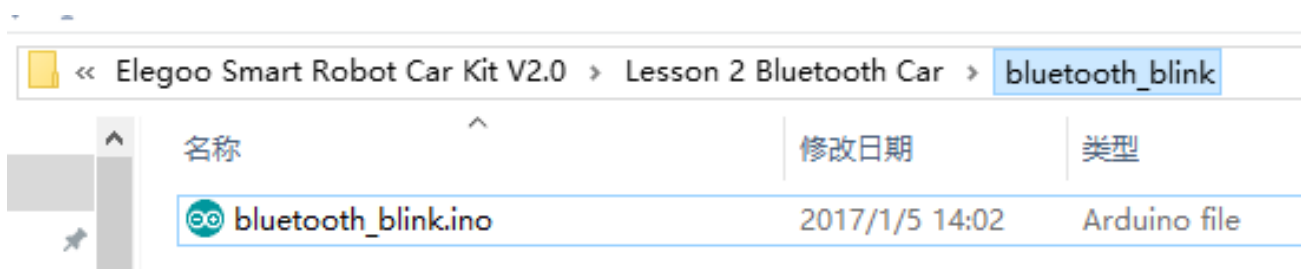 « Elegoo Smart Robot Car Kit V2.0 › Lesson 2 Bluetooth Car › bluetooth_blink
名称 修改日期 类型
bluetooth_blink.ino 2017/1/5 14:02 Arduino file